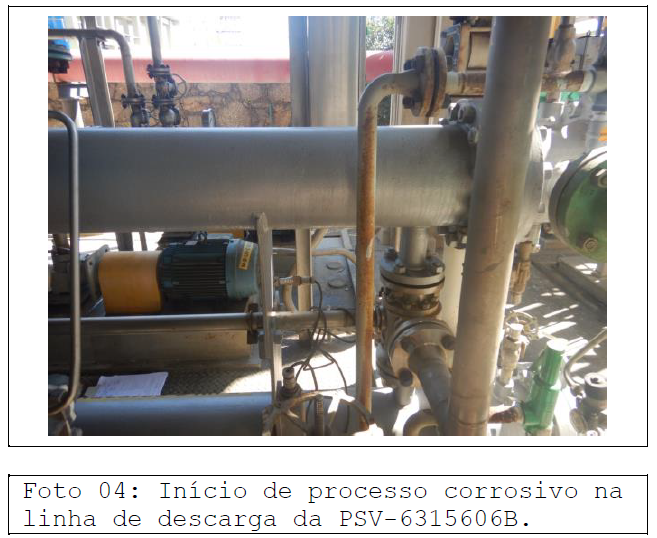 Foto 04: Início de processo corrosivo na
linha de descarga da PSV-6315606B.